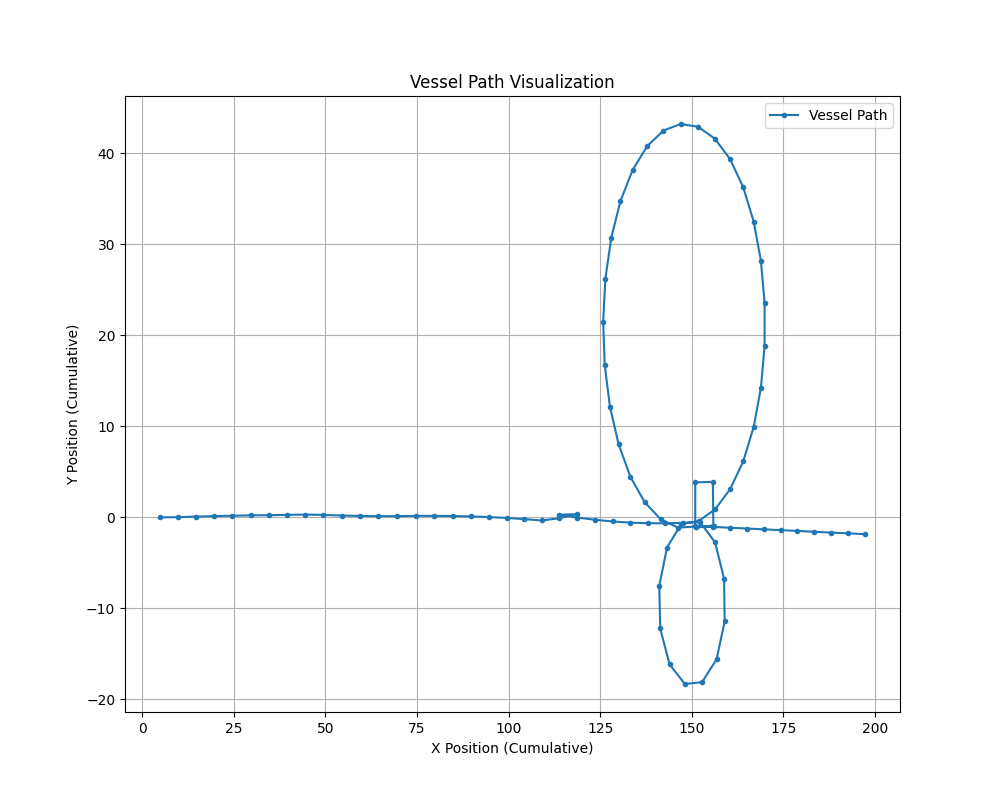 Vessel Path Visualization
Vessel Path
Y Position (Cumulative)
40
30
20
10
0
−10
−20
0 25 50 75 100 125 150 175 200
X Position (Cumulative)